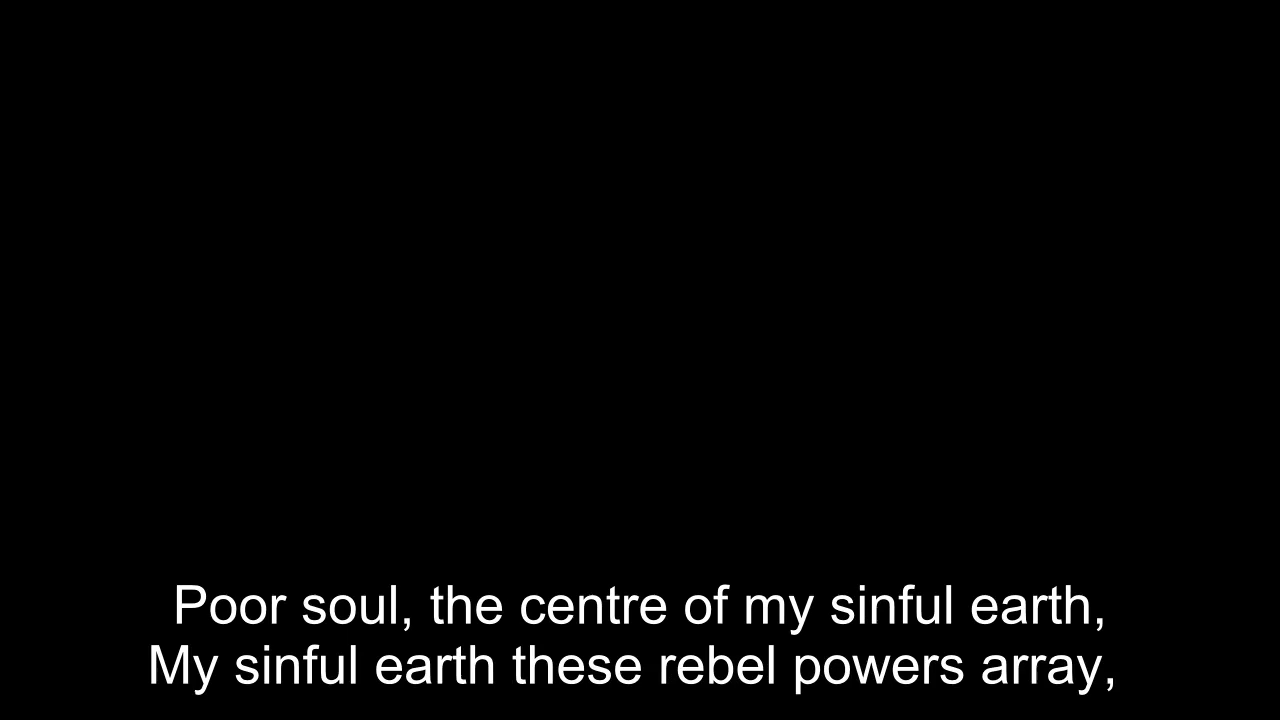 Poor soul, the centre of my sinful earth,
My sinful earth these rebel powers array,